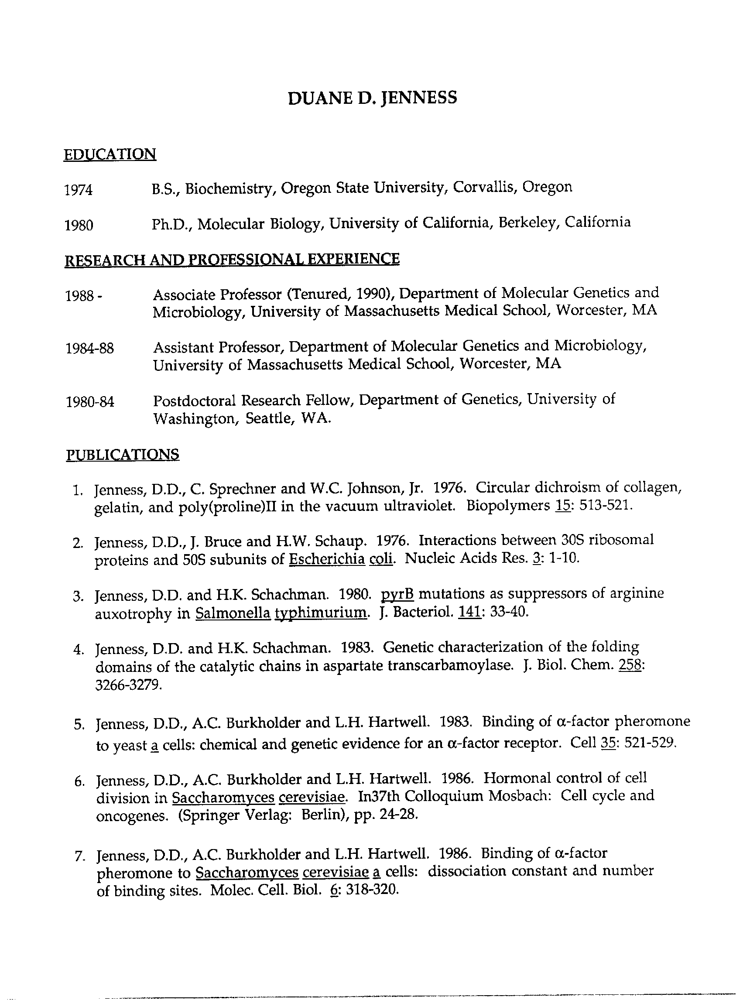 DUANE D. JENNESS
EDUCATION
1974 B.S., Biochemistry, Oregon State University, Corvallis, Oregon
1980 Ph.D., Molecular Biology, University of California, Berkeley, California
RESEARCH AND PROFESSIONAL EXPERIENCE
1988 - Associate Professor (Tenured, 1990), Department of Molecular Genetics and
Microbiology, University of Massachusetts Medical School, Worcester, MA
1984-88 Assistant Professor, Department of Molecular Genetics and Microbiology,
University of Massachusetts Medical School, Worcester, MA
1980-84 Postdoctoral Research Fellow, Department of Genetics, University of
Washington, Seattle, WA.
PUBLICATIONS
1. Jenness, D.D., C. Sprechner and W.C. Johnson, Jr. 1976. Circular dichroism of collagen,
gelatin, and poly(proline)II in the vacuum ultraviolet. Biopolymers 15: 513-521.
2. Jenness, D.D., J. Bruce and H.W. Schaup. 1976. Interactions between 30S ribosomal
proteins and 50S subunits of Escherichia coli. Nucleic Acids Res. 3: 1-10.
3. Jenness, D.D. and H.K. Schachman. 1980. pyrB mutations as suppressors of arginine
auxotrophy in Salmonella typhimurium. J. Bacteriol. 141: 33-40.
4. Jenness, D.D. and H.K. Schachman. 1983. Genetic characterization of the folding
domains of the catalytic chains in aspartate transcarbamoylase. J. Biol. Chem. 258:
3266-3279.
5. Jenness, D.D., A.C. Burkholder and L.H. Hartwell. 1983. Binding of α-factor pheromone
to yeast a cells: chemical and genetic evidence for an α-factor receptor. Cell 35: 521-529.
6. Jenness, D.D., A.C. Burkholder and L.H. Hartwell. 1986. Hormonal control of cell
division in Saccharomyces cerevisiae. In37th Colloquium Mosbach: Cell cycle and
oncogenes. (Springer Verlag: Berlin), pp. 24-28.
7. Jenness, D.D., A.C. Burkholder and L.H. Hartwell. 1986. Binding of α-factor
pheromone to Saccharomyces cerevisiae a cells: dissociation constant and number
of binding sites. Molec. Cell. Biol. 6: 318-320.